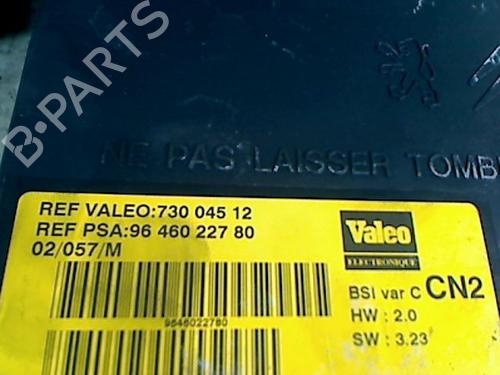 B-PARTS
NE PAS LAISSER TOMB
REF VALEO:730 045 12
REF PSA:96 460 227 80
02/057/M
9646022780
Valeo
ELECTRONIQUE
BSI var C CN2
HW : 2.0
SW : 3.23